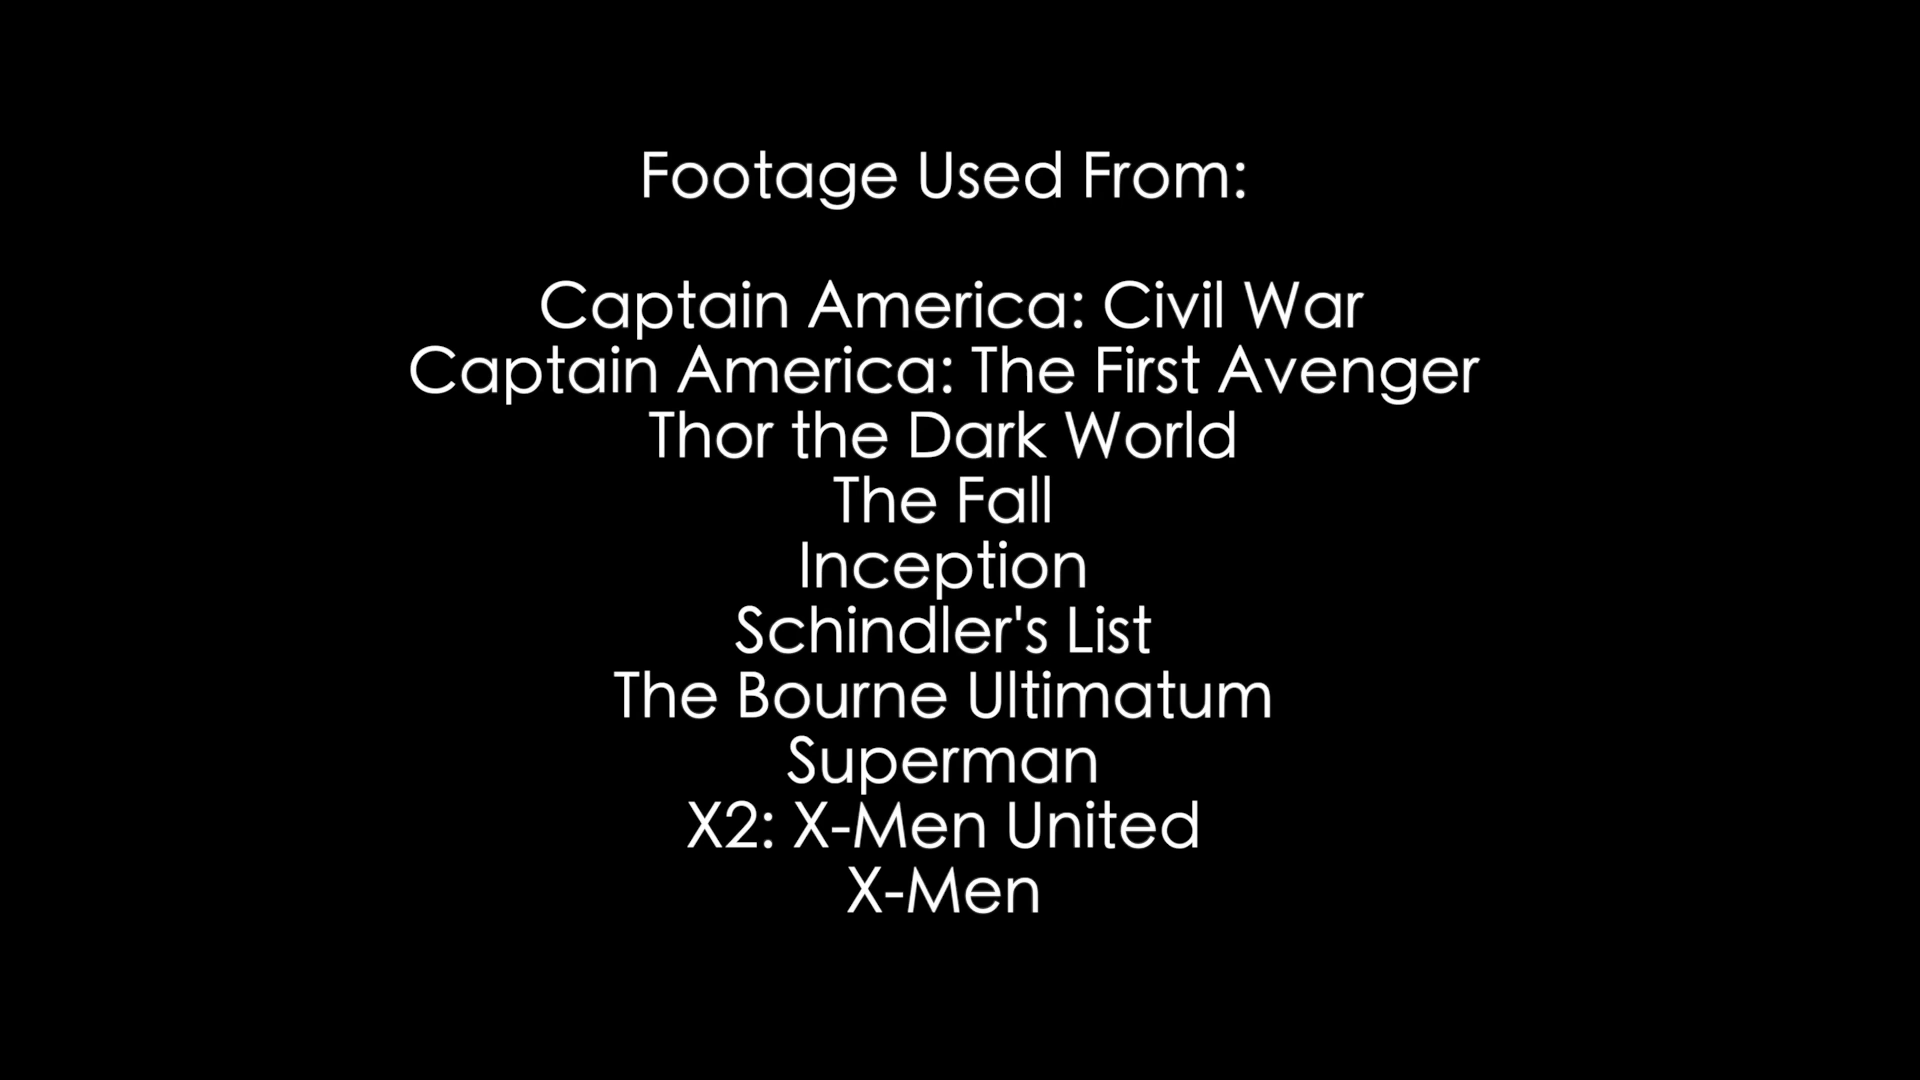 Footage Used From:
Captain America: Civil War
Captain America: The First Avenger
Thor the Dark World
The Fall
Inception
Schindler's List
The Bourne Ultimatum
Superman
X2: X-Men United
X-Men